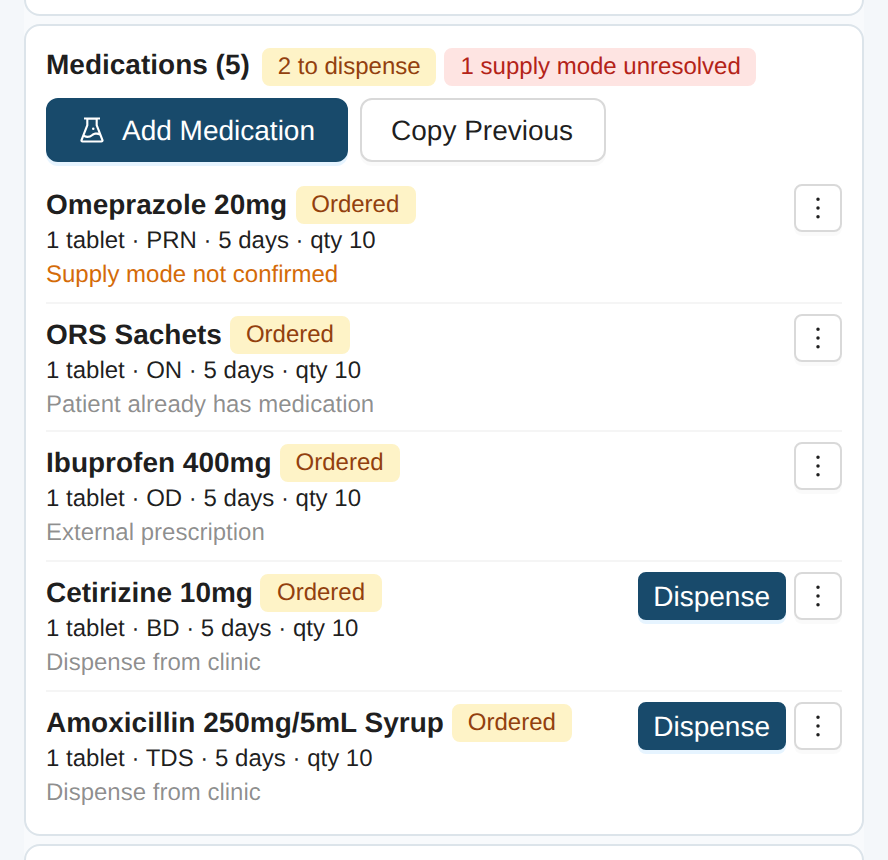 Medications (5) 2 to dispense 1 supply mode unresolved
Add Medication Copy Previous
Omeprazole 20mg Ordered
1 tablet · PRN · 5 days · qty 10
Supply mode not confirmed
ORS Sachets Ordered
1 tablet · ON · 5 days · qty 10
Patient already has medication
Ibuprofen 400mg Ordered
1 tablet · OD · 5 days · qty 10
External prescription
Cetirizine 10mg Ordered Dispense
1 tablet · BD · 5 days · qty 10
Dispense from clinic
Amoxicillin 250mg/5mL Syrup Ordered Dispense
1 tablet · TDS · 5 days · qty 10
Dispense from clinic